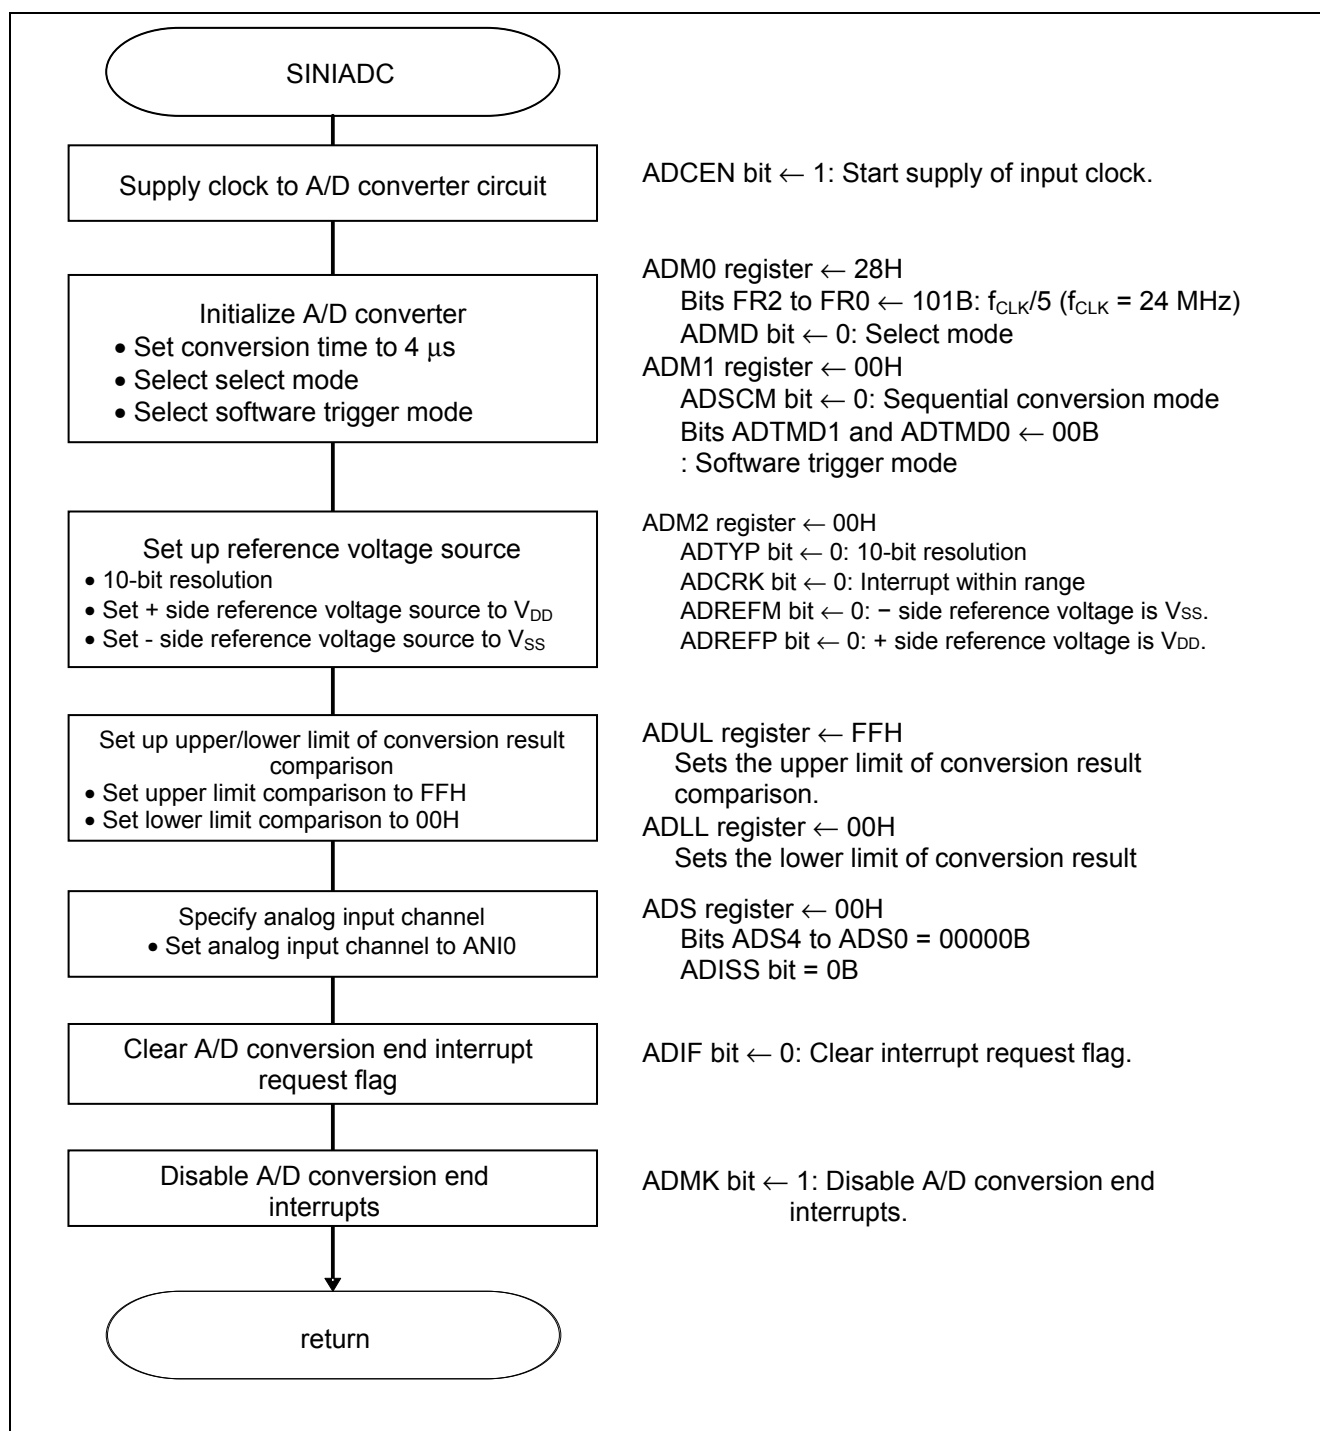 SINIADC
Supply clock to A/D converter circuit
ADCEN bit ← 1: Start supply of input clock.
Initialize A/D converter
• Set conversion time to 4 μs
• Select select mode
• Select software trigger mode
ADM0 register ← 28H
Bits FR2 to FR0 ← 101B: fCLK/5 (fCLK = 24 MHz)
ADMD bit ← 0: Select mode
ADM1 register ← 00H
ADSCM bit ← 0: Sequential conversion mode
Bits ADTMD1 and ADTMD0 ← 00B
: Software trigger mode
Set up reference voltage source
• 10-bit resolution
• Set + side reference voltage source to VDD
• Set - side reference voltage source to VSS
ADM2 register ← 00H
ADTYP bit ← 0: 10-bit resolution
ADCRK bit ← 0: Interrupt within range
ADREFM bit ← 0: − side reference voltage is VSS.
ADREFP bit ← 0: + side reference voltage is VDD.
Set up upper/lower limit of conversion result
comparison
• Set upper limit comparison to FFH
• Set lower limit comparison to 00H
ADUL register ← FFH
Sets the upper limit of conversion result
comparison.
ADLL register ← 00H
Sets the lower limit of conversion result
Specify analog input channel
• Set analog input channel to ANI0
ADS register ← 00H
Bits ADS4 to ADS0 = 00000B
ADISS bit = 0B
Clear A/D conversion end interrupt
request flag
ADIF bit ← 0: Clear interrupt request flag.
Disable A/D conversion end
interrupts
ADMK bit ← 1: Disable A/D conversion end
interrupts.
return